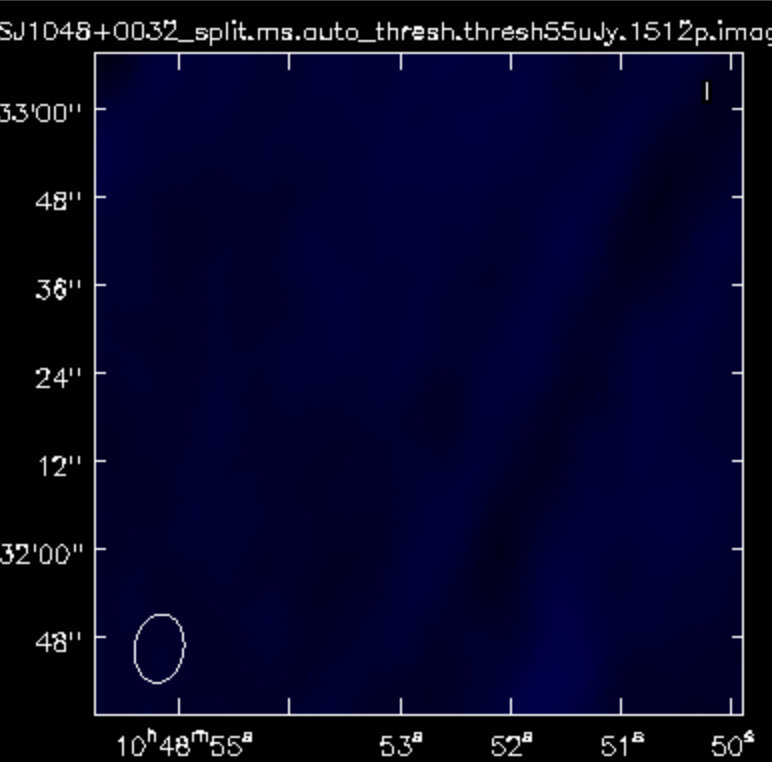 SJ1048+0032_split.ms.auto_thresh.thresh55uJy.1512p.imag
I
33'00"
48"
36"
24"
12"
32'00"
48"
10ʰ48ᵐ55ˢ 53ˢ 52ˢ 51ˢ 50ˢ